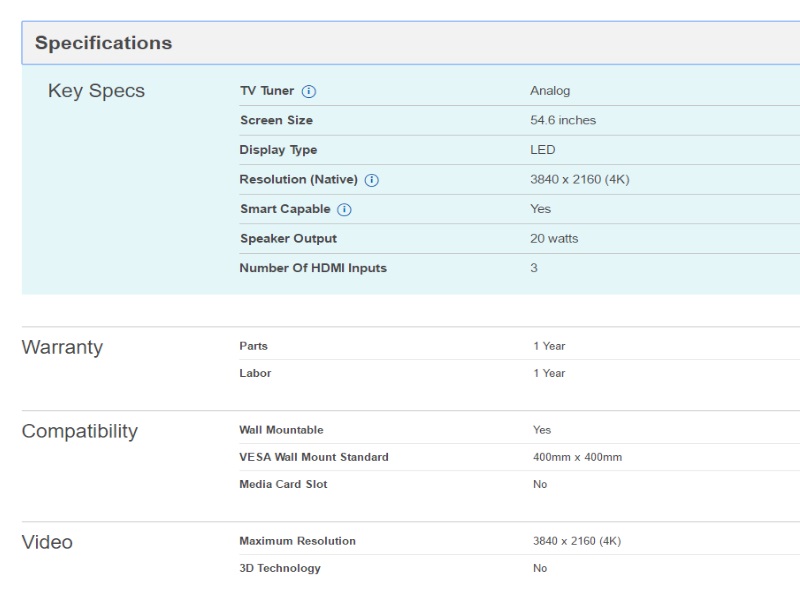 Specifications
Key Specs
TV Tuner Analog
Screen Size 54.6 inches
Display Type LED
Resolution (Native) 3840 x 2160 (4K)
Smart Capable Yes
Speaker Output 20 watts
Number Of HDMI Inputs 3
Warranty
Parts 1 Year
Labor 1 Year
Compatibility
Wall Mountable Yes
VESA Wall Mount Standard 400mm x 400mm
Media Card Slot No
Video
Maximum Resolution 3840 x 2160 (4K)
3D Technology No